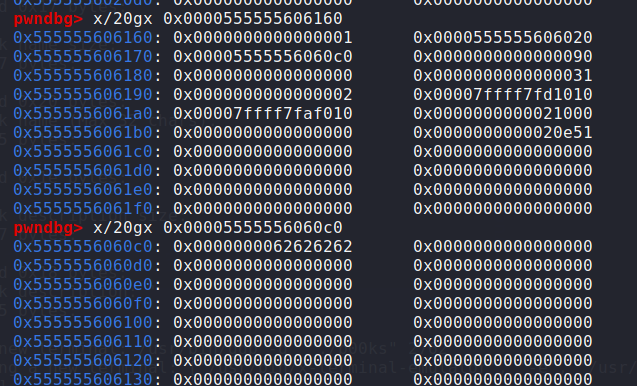 pwndbg> x/20gx 0x0000555555606160
0x555555606160: 0x0000000000000001 0x0000555555606020
0x555555606170: 0x00005555556060c0 0x0000000000000090
0x555555606180: 0x0000000000000000 0x0000000000000031
0x555555606190: 0x0000000000000002 0x00007ffff7fd1010
0x5555556061a0: 0x00007ffff7faf010 0x0000000000021000
0x5555556061b0: 0x0000000000000000 0x0000000000020e51
0x5555556061c0: 0x0000000000000000 0x0000000000000000
0x5555556061d0: 0x0000000000000000 0x0000000000000000
0x5555556061e0: 0x0000000000000000 0x0000000000000000
0x5555556061f0: 0x0000000000000000 0x0000000000000000
pwndbg> x/20gx 0x00005555556060c0
0x5555556060c0: 0x0000000062626262 0x0000000000000000
0x5555556060d0: 0x0000000000000000 0x0000000000000000
0x5555556060e0: 0x0000000000000000 0x0000000000000000
0x5555556060f0: 0x0000000000000000 0x0000000000000000
0x555555606100: 0x0000000000000000 0x0000000000000000
0x555555606110: 0x0000000000000000 0x0000000000000000
0x555555606120: 0x0000000000000000 0x0000000000000000
0x555555606130: 0x0000000000000000 0x0000000000000000